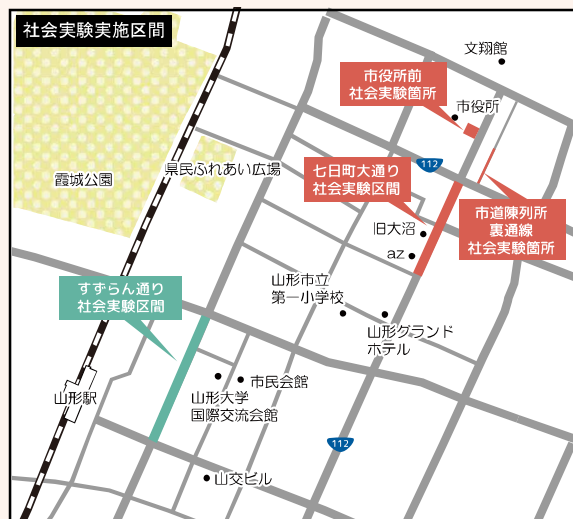 社会実験実施区間
文翔館
市役所前
社会実験箇所
市役所
112
県民ふれあい広場
霞城公園
七日町大通り
社会実験区間
市道陳列所
裏通線
社会実験箇所
旧大沼
az
すずらん通り
社会実験区間
山形市立
第一小学校
山形グランド
ホテル
市民会館
山形駅
山形大学
国際交流会館
112
山交ビル